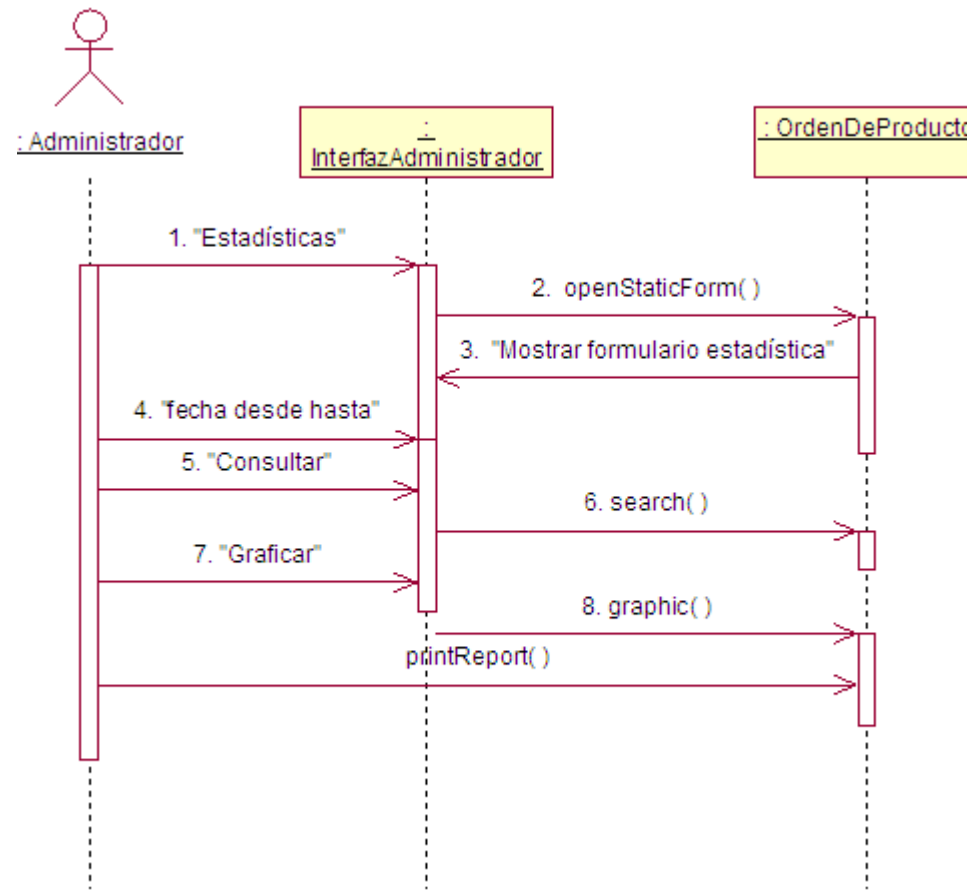 : Administrador
:
InterfazAdministrador
: OrdenDeProducto
1. "Estadísticas"
2. openStaticForm( )
3. "Mostrar formulario estadística"
4. "fecha desde hasta"
5. "Consultar"
6. search( )
7. "Graficar"
8. graphic( )
printReport( )